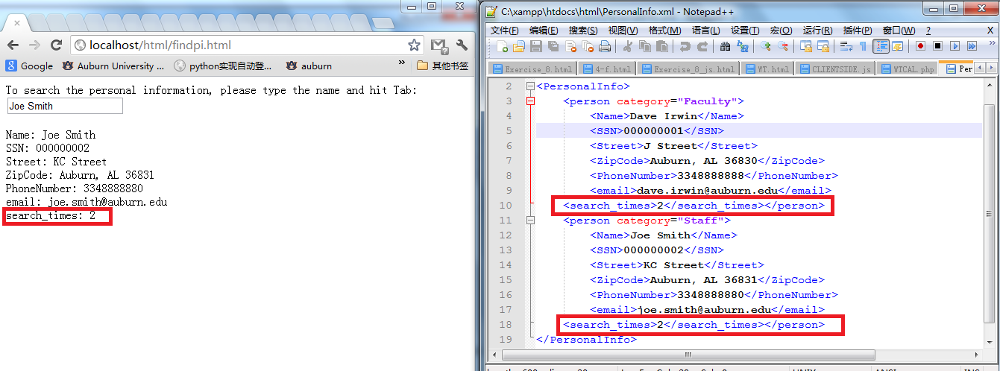 localhost/html/findpi.html
Google
Auburn University ...
python实现自动登...
auburn
»
其他书签
To search the personal information, please type the name and hit Tab:
Joe Smith
Name: Joe Smith
SSN: 000000002
Street: KC Street
ZipCode: Auburn, AL 36831
PhoneNumber: 3348888880
email: joe.smith@auburn.edu
search_times: 2
C:\xampp\htdocs\html\PersonalInfo.xml - Notepad++
文件(F) 编辑(E) 搜索(S) 视图(V) 格式(M) 语言(L) 设置(T) 宏(O) 运行(R) 插件(P) 窗口(W) ? X
Exercise_8.html 4-f.html Exercise_8_js.html WT.html CLIENTSIDE.js WTCAL.php Per
2 <PersonalInfo>
3 <person category="Faculty">
4 <Name>Dave Irwin</Name>
5 <SSN>000000001</SSN>
6 <Street>J Street</Street>
7 <ZipCode>Auburn, AL 36830</ZipCode>
8 <PhoneNumber>3348888888</PhoneNumber>
9 <email>dave.irwin@auburn.edu</email>
10 <search_times>2</search_times></person>
11 <person category="Staff">
12 <Name>Joe Smith</Name>
13 <SSN>000000002</SSN>
14 <Street>KC Street</Street>
15 <ZipCode>Auburn, AL 36831</ZipCode>
16 <PhoneNumber>3348888880</PhoneNumber>
17 <email>joe.smith@auburn.edu</email>
18 <search_times>2</search_times></person>
19 </PersonalInfo>